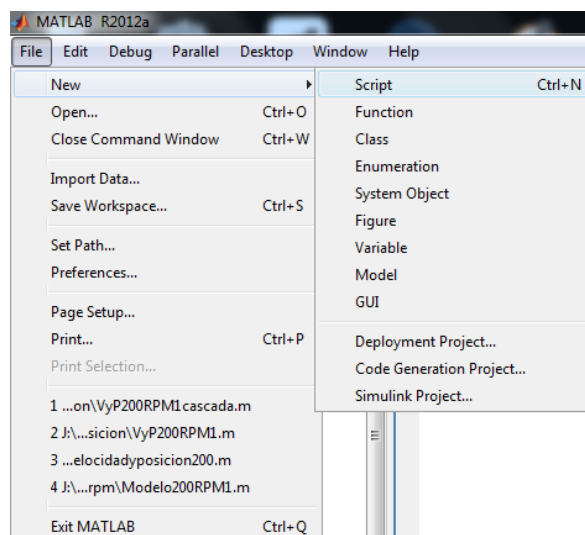 MATLAB R2012a
File Edit Debug Parallel Desktop Window Help
New
Open... Ctrl+O
Close Command Window Ctrl+W
Import Data...
Save Workspace... Ctrl+S
Set Path...
Preferences...
Page Setup...
Print... Ctrl+P
Print Selection...
1 ...on\VyP200RPM1cascada.m
2 J:\...sicion\VyP200RPM1.m
3 ...elocidadyposicion200.m
4 J:\...rpm\Modelo200RPM1.m
Exit MATLAB Ctrl+Q
Script Ctrl+N
Function
Class
Enumeration
System Object
Figure
Variable
Model
GUI
Deployment Project...
Code Generation Project...
Simulink Project...